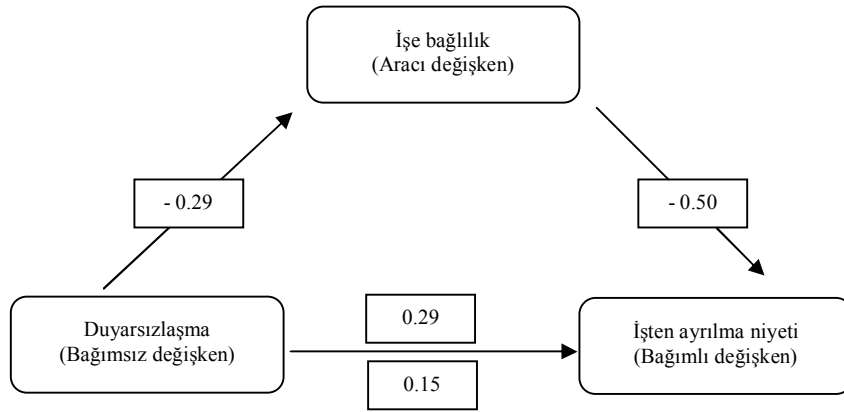 İşe bağlılık
(Aracı değişken)
- 0.29
- 0.50
Duyarsızlaşma
(Bağımsız değişken)
0.29
0.15
İşten ayrılma niyeti
(Bağımlı değişken)